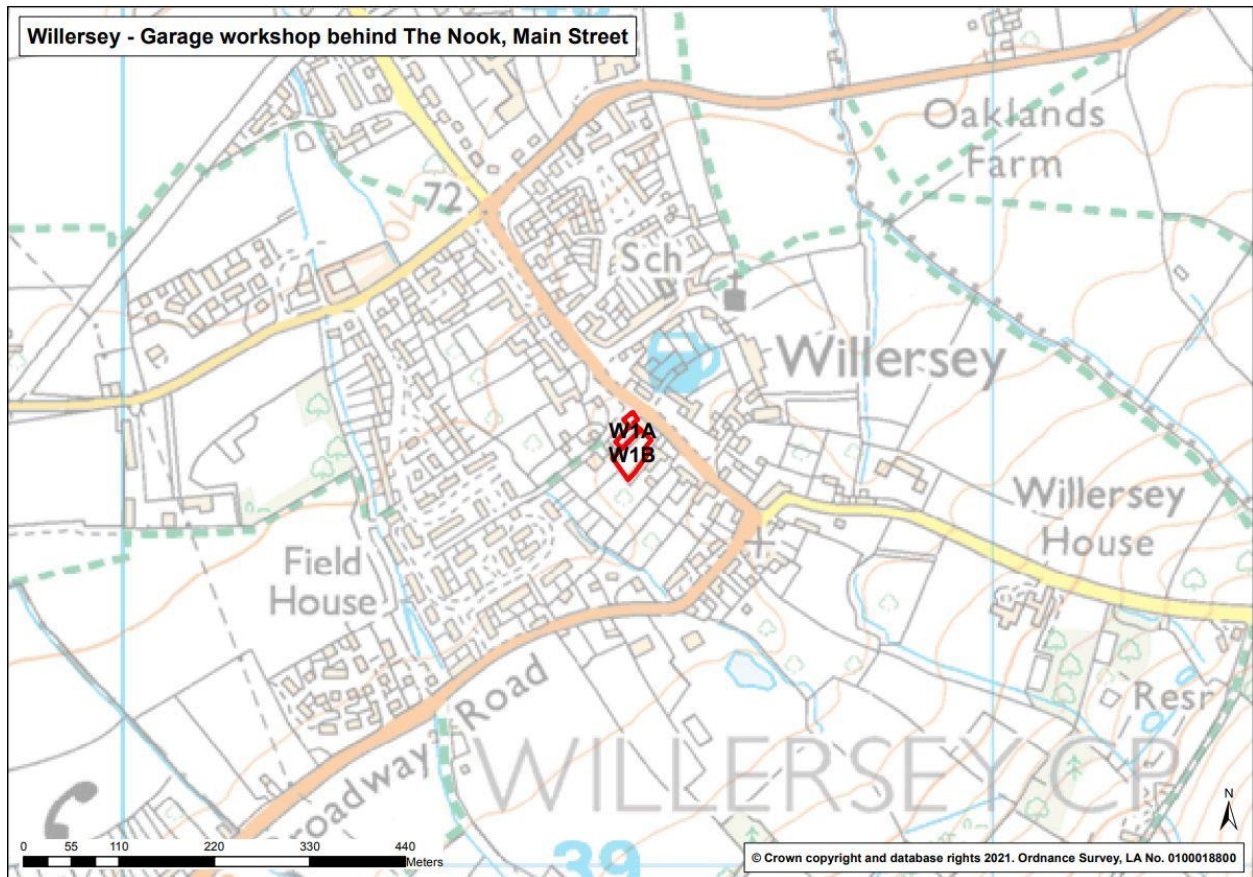 Willersey - Garage workshop behind The Nook, Main Street
Oaklands
Farm
72
70
Sch
Willersey
W1A
W1B
Willersey
House
Field
House
Resr
Broadway Road
WILLERSEY CP
N
0 55 110 220 330 440
Meters
39
© Crown copyright and database rights 2021. Ordnance Survey, LA No. 0100018800